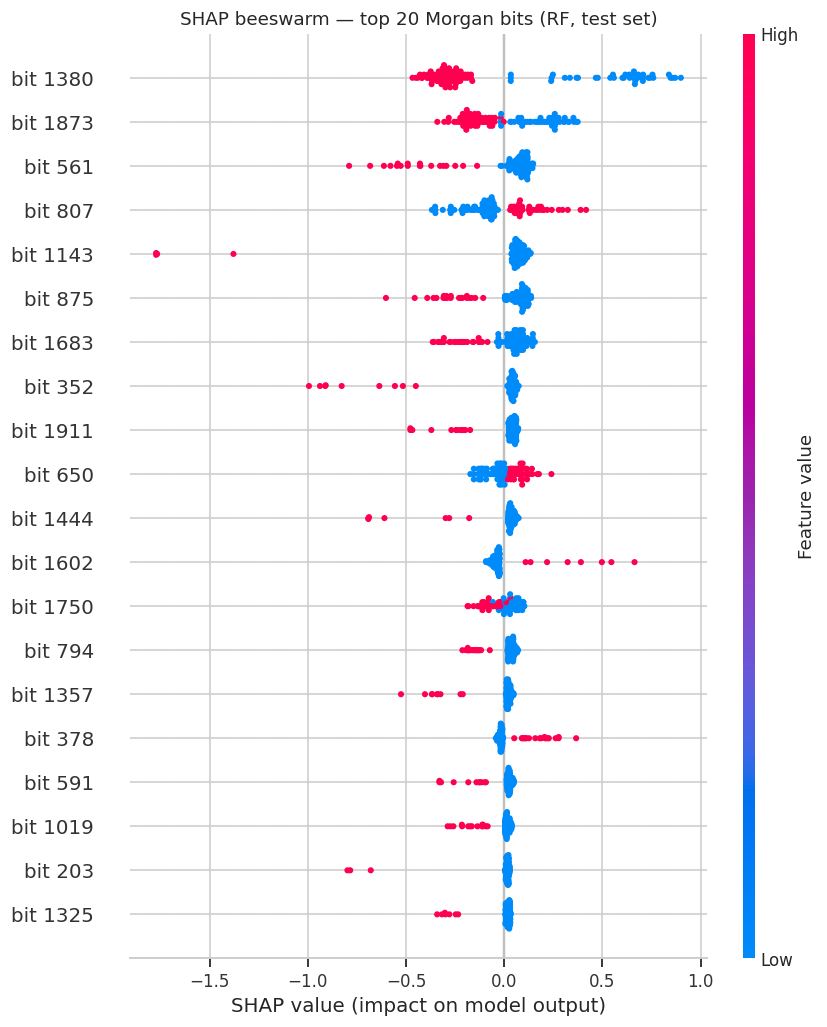 SHAP beeswarm — top 20 Morgan bits (RF, test set)
High
bit 1380
bit 1873
bit 561
bit 807
bit 1143
bit 875
bit 1683
bit 352
bit 1911
bit 650
bit 1444
bit 1602
bit 1750
bit 794
bit 1357
bit 378
bit 591
bit 1019
bit 203
bit 1325
Feature value
Low
−1.5 −1.0 −0.5 0.0 0.5 1.0
SHAP value (impact on model output)